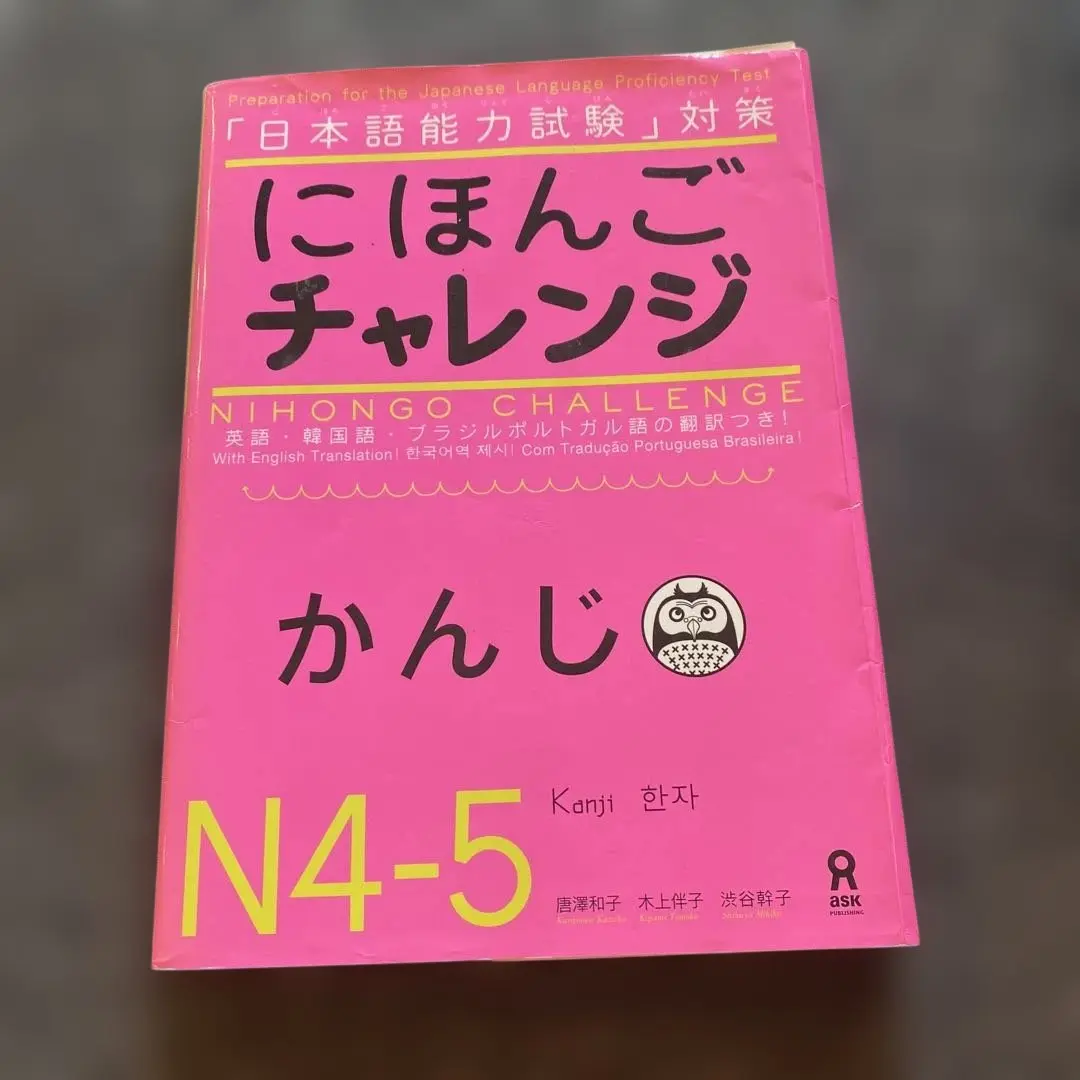 Preparation for the Japanese Language Proficiency Test
「日本語能力試験」対策
にほんご
チャレンジ
NIHONGO CHALLENGE
英語・韓国語・ブラジルポルトガル語の翻訳つき！
With English Translation! 한국어역 제시! Com Tradução Portuguesa Brasileira!
かんじ
Kanji 한자
N4-5
唐澤和子 木上伴子 渋谷幹子
ask
PUBLISHING